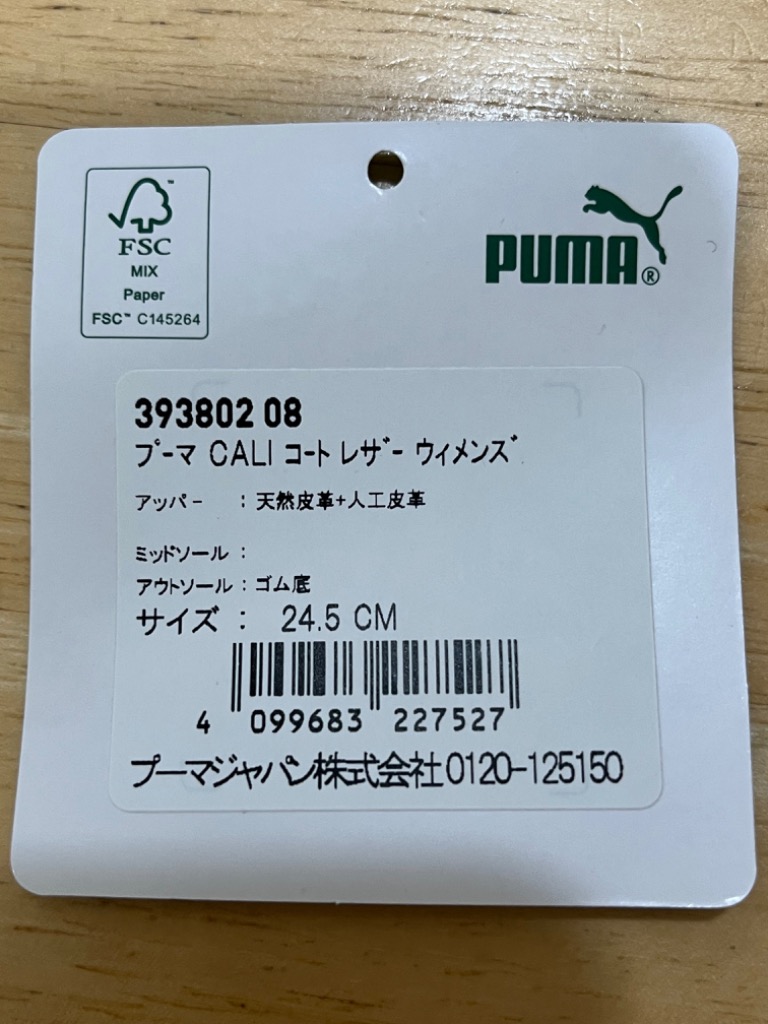 FSC™
MIX
Paper
FSC™ C145264
PUMA®
393802 08
プーマ CALI コート レザー ウィメンズ
アッパー : 天然皮革+人工皮革
ミッドソール :
アウトソール : ゴム底
サイズ : 24.5 CM
4 099683 227527
プーマジャパン株式会社0120-125150